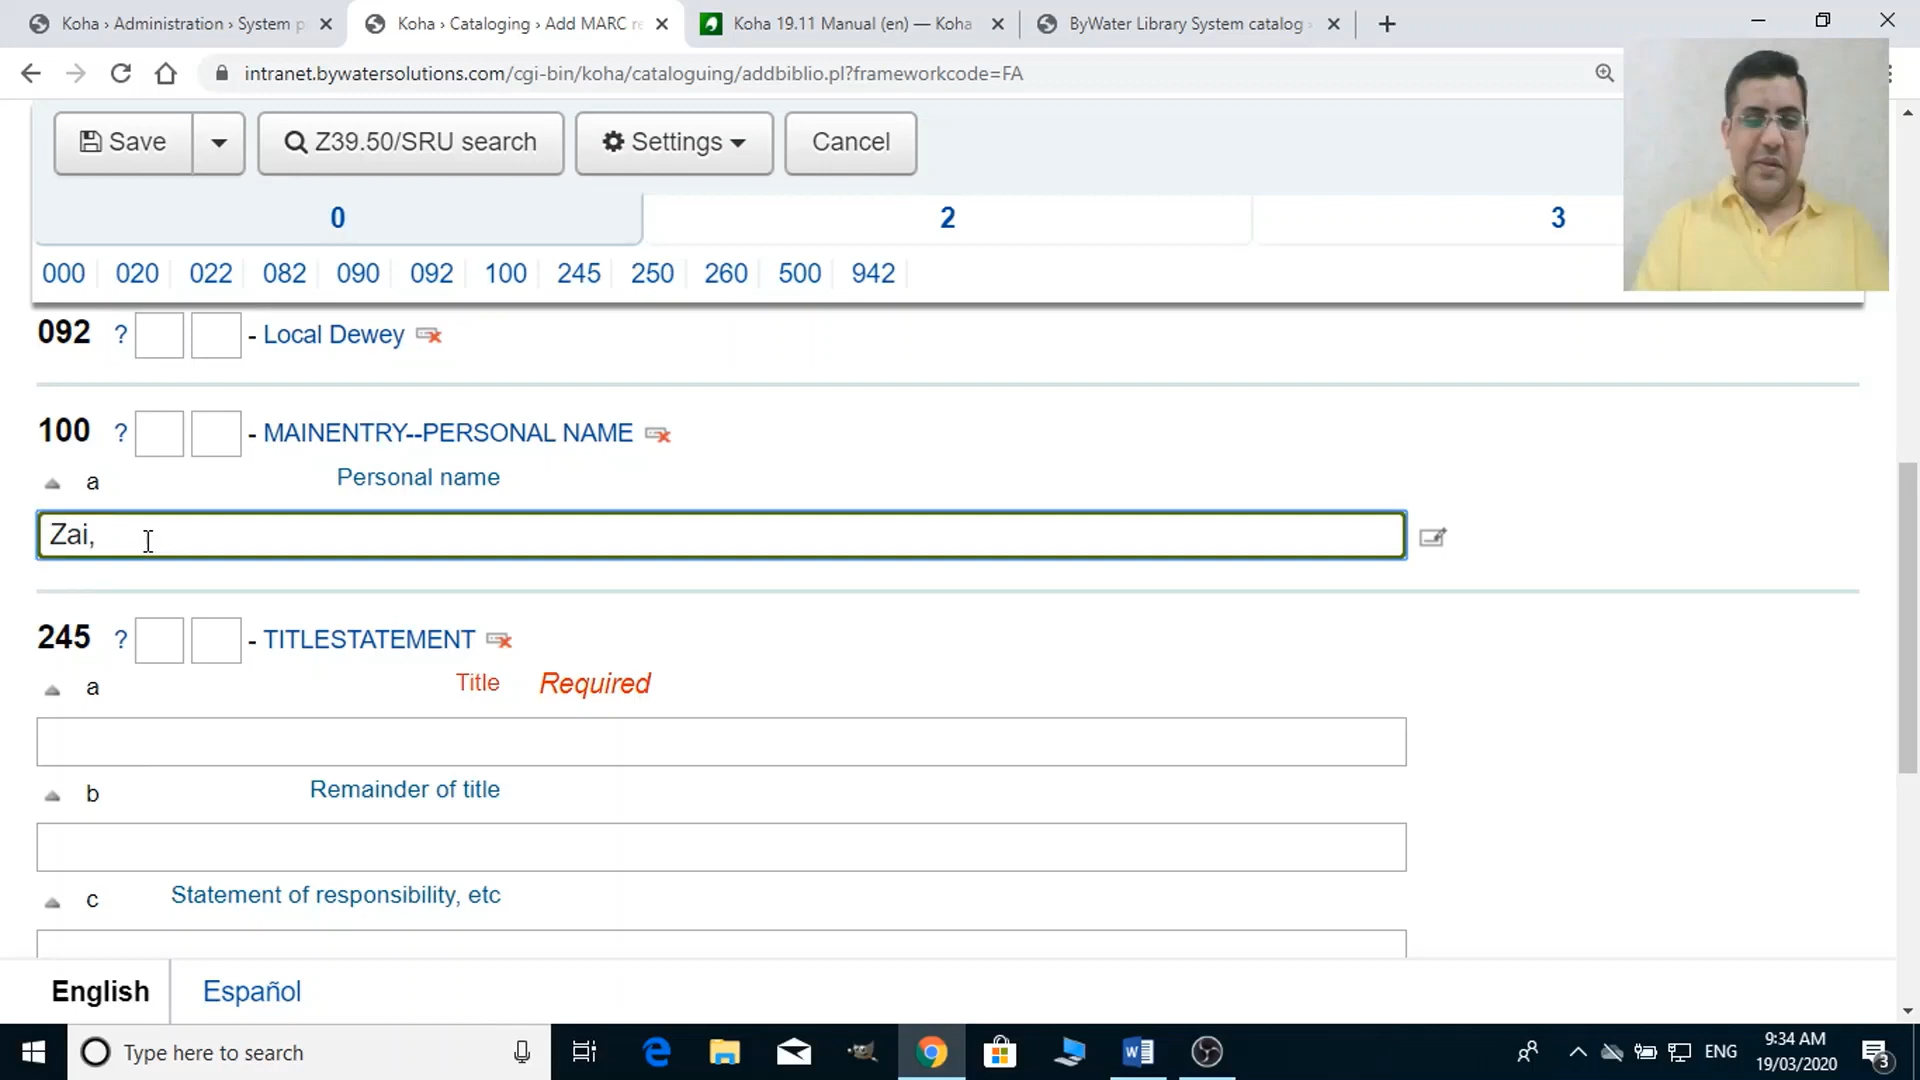 Koha › Administration › System p
Koha › Cataloging › Add MARC re
Koha 19.11 Manual (en) — Koha
ByWater Library System catalog ›
intranet.bywatersolutions.com/cgi-bin/koha/cataloguing/addbiblio.pl?frameworkcode=FA
Save
Z39.50/SRU search
Settings
Cancel
0
2
3
000 020 022 082 090 092 100 245 250 260 500 942
092 ? - Local Dewey
100 ? - MAINENTRY--PERSONAL NAME
a Personal name
Zai,
245 ? - TITLESTATEMENT
a Title Required
b Remainder of title
c Statement of responsibility, etc
English Español
Type here to search
ENG
9:34 AM
19/03/2020
3